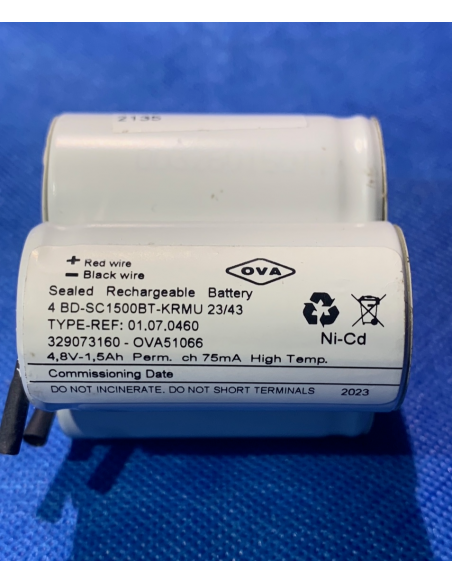 2135
+ Red wire
− Black wire
OVA
Sealed Rechargeable Battery
4 BD-SC1500BT-KRMU 23/43
TYPE-REF: 01.07.0460
329073160 - OVA51066
Ni-Cd
4,8V-1,5Ah Perm. ch 75mA High Temp.
Commissioning Date
DO NOT INCINERATE. DO NOT SHORT TERMINALS 2023